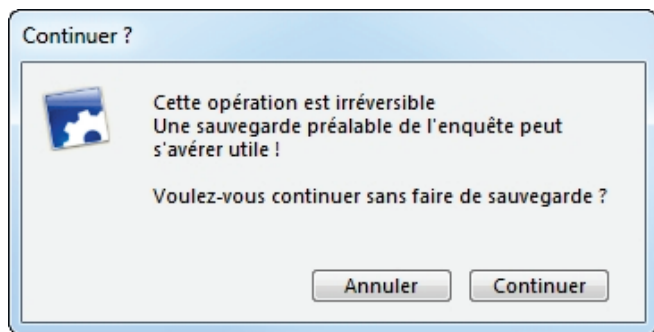 Continuer ?
Cette opération est irréversible
Une sauvegarde préalable de l'enquête peut
s'avérer utile !
Voulez-vous continuer sans faire de sauvegarde ?
Annuler
Continuer